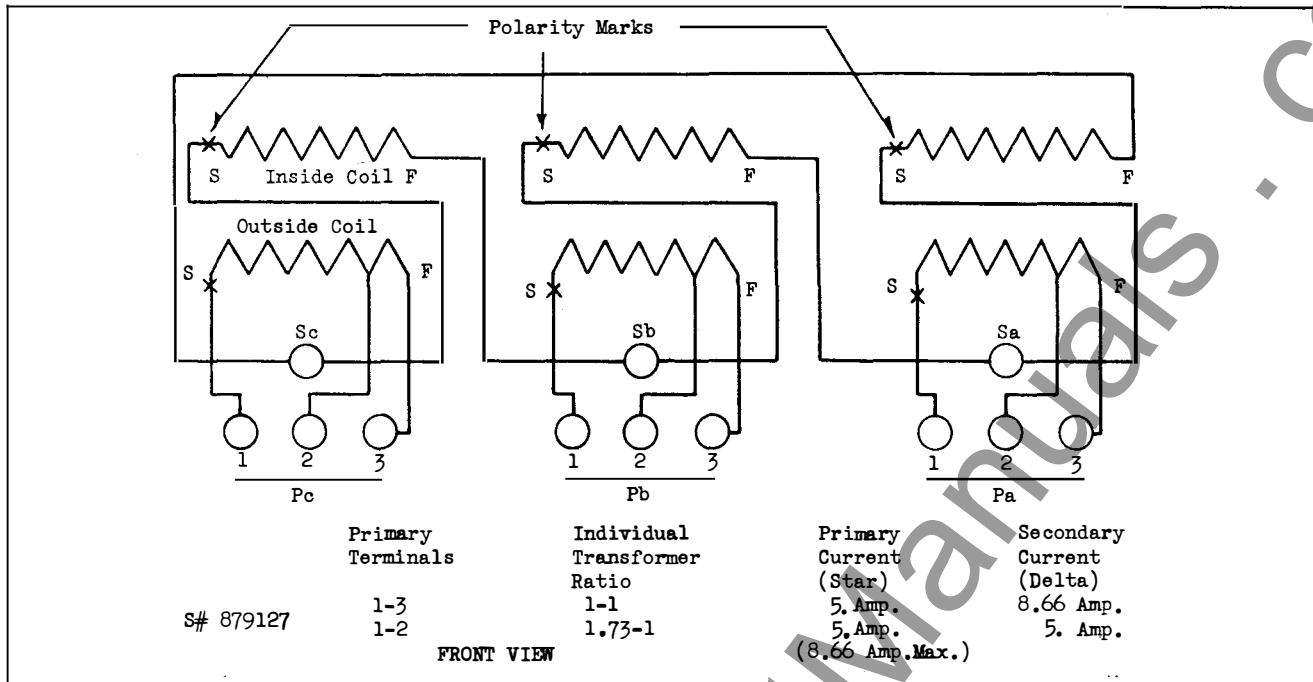 Polarity Marks
S Inside Coil F
S F
S F
Outside Coil
S F
S F
S F
Sc Sb Sa
1 2 3
1 2 3
1 2 3
Pc Pb Pa
Primary Terminals
Individual Transformer Ratio
Primary Current (Star)
Secondary Current (Delta)
1-3 1-1 5.Amp. 8.66 Amp.
S# 879127
1-2 1.73-1 5.Amp. 5. Amp.
FRONT VIEW (8.66 Amp.Max.)
Manuals . c